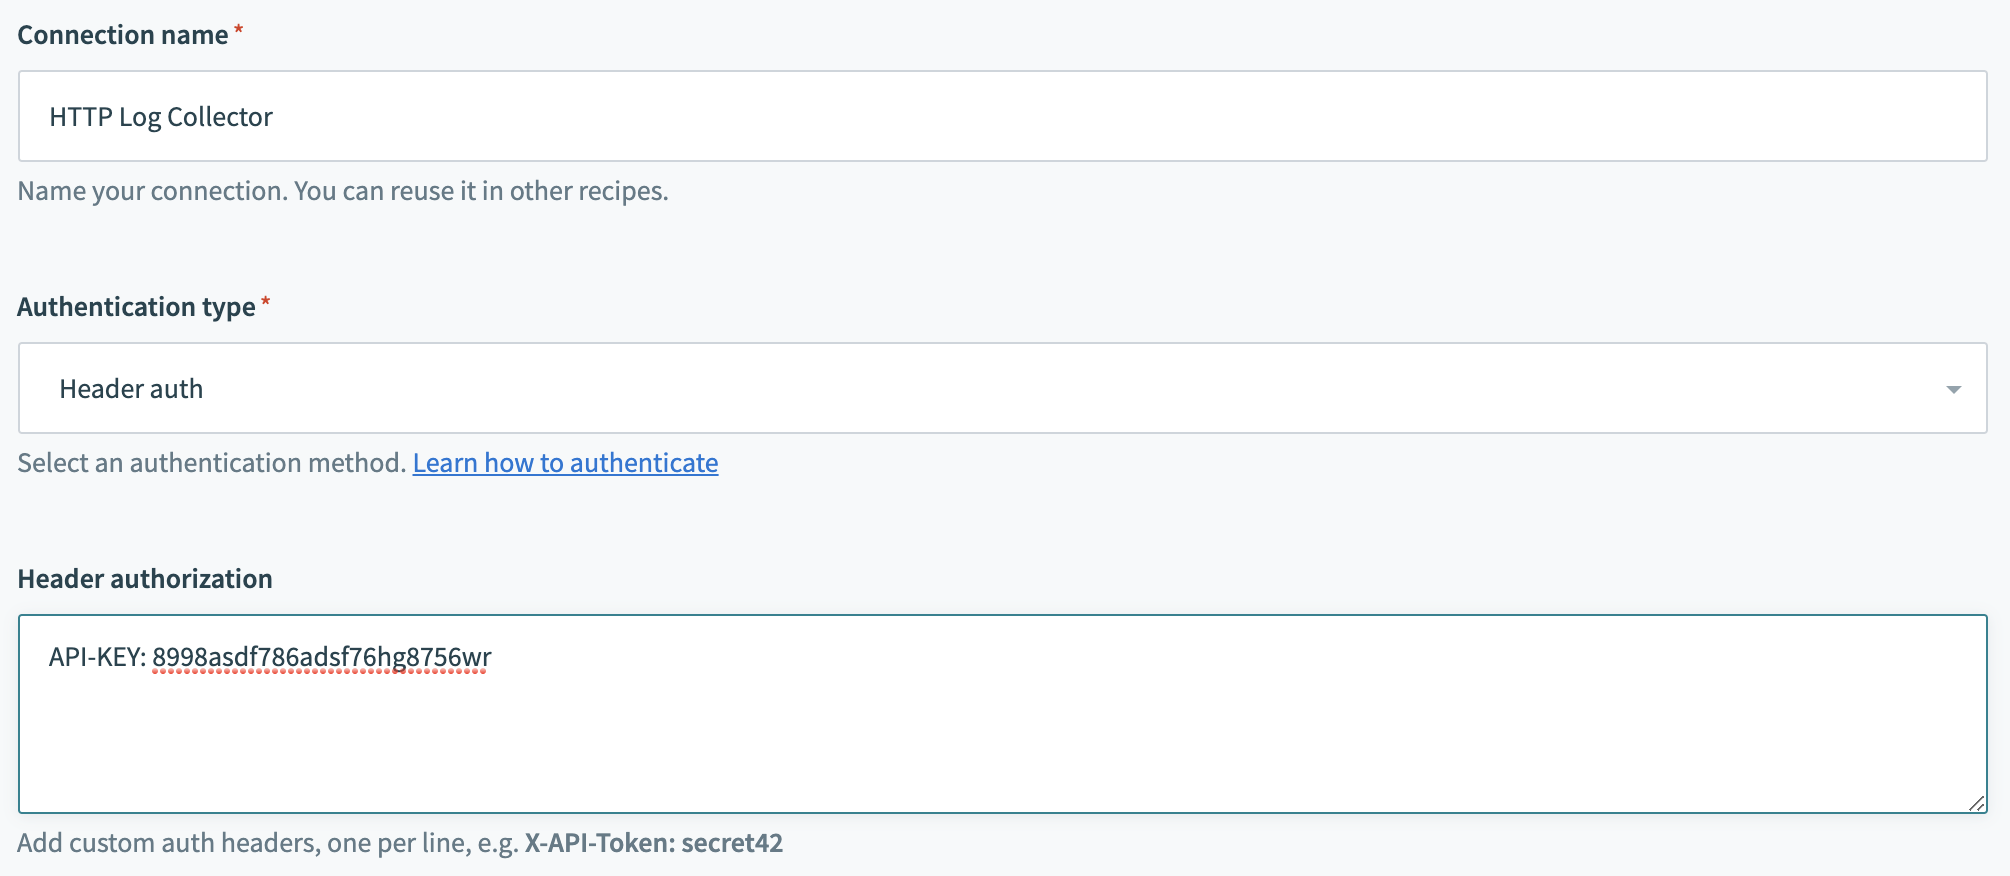 Connection name *
HTTP Log Collector
Name your connection. You can reuse it in other recipes.
Authentication type *
Header auth
Select an authentication method. Learn how to authenticate
Header authorization
API-KEY: 8998asdf786adsf76hg8756wr
Add custom auth headers, one per line, e.g. X-API-Token: secret42